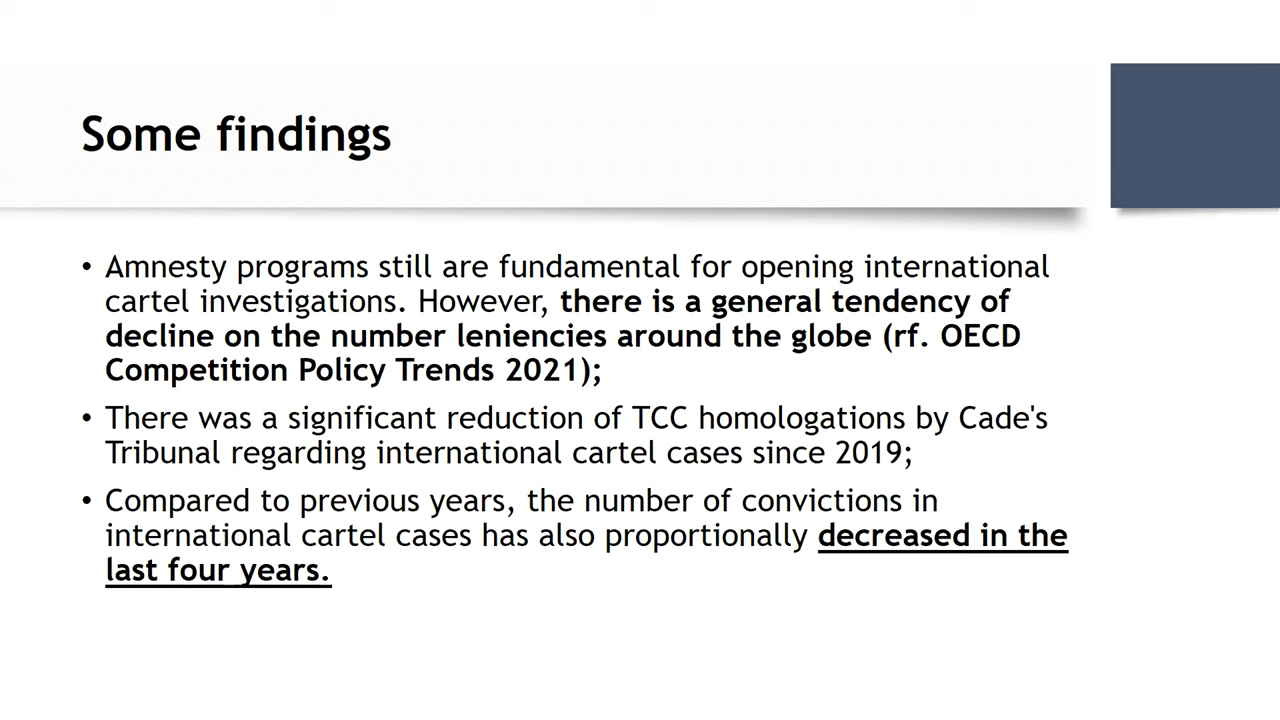 Some findings
• Amnesty programs still are fundamental for opening international
cartel investigations. However, there is a general tendency of
decline on the number leniencies around the globe (rf. OECD
Competition Policy Trends 2021);
• There was a significant reduction of TCC homologations by Cade's
Tribunal regarding international cartel cases since 2019;
• Compared to previous years, the number of convictions in
international cartel cases has also proportionally decreased in the
last four years.